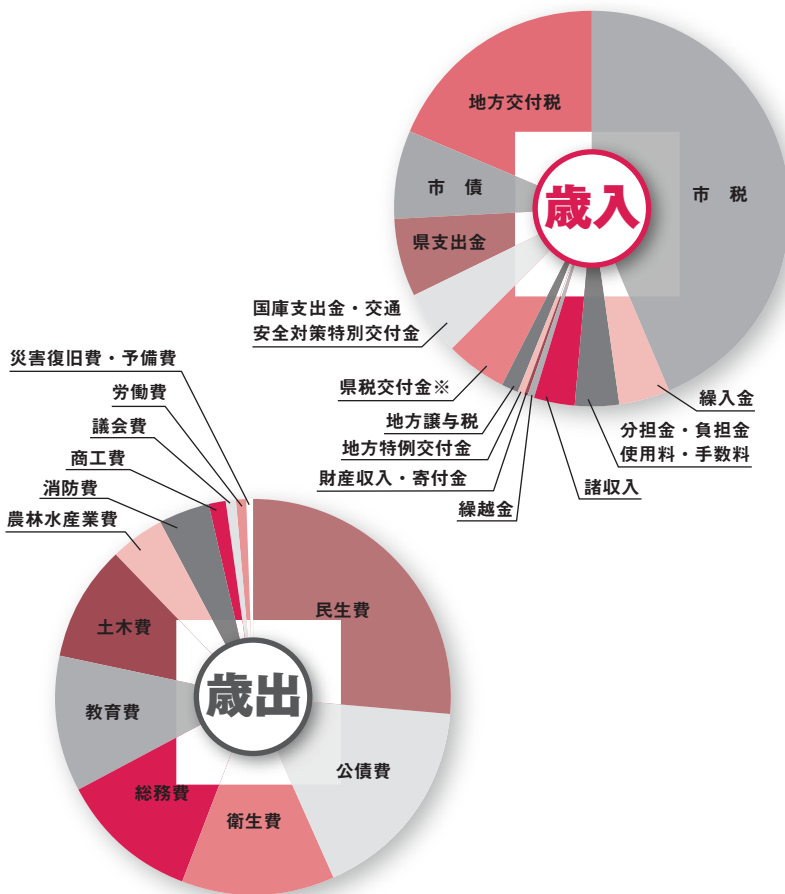 地方交付税
市　債
県支出金
歳入
市　税
国庫支出金・交通
安全対策特別交付金
県税交付金※
地方譲与税
地方特例交付金
財産収入・寄付金
繰越金
諸収入
分担金・負担金
使用料・手数料
繰入金
災害復旧費・予備費
労働費
議会費
商工費
消防費
農林水産業費
土木費
教育費
総務費
衛生費
公債費
民生費
歳出